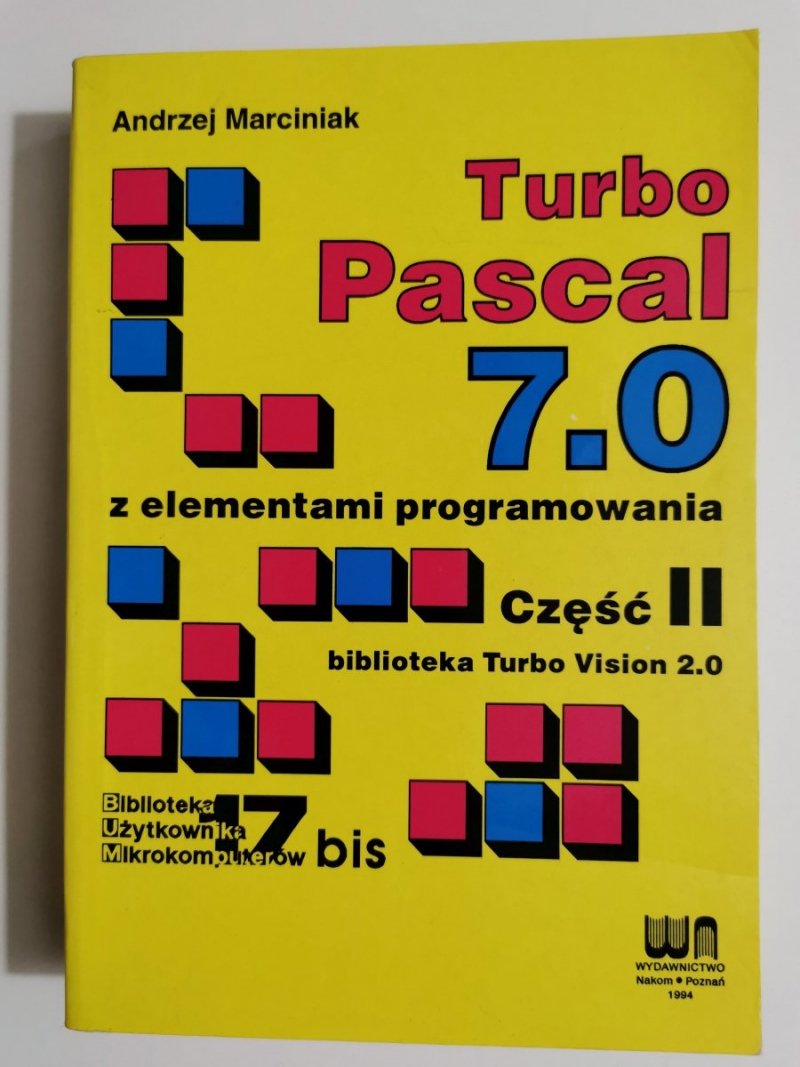 Andrzej Marciniak
Turbo
Pascal
7.0
z elementami programowania
Część II
biblioteka Turbo Vision 2.0
Biblioteka
Użytkownika
Mikrokomputerów
17 bis
WN
WYDAWNICTWO
Nakom • Poznań
1994